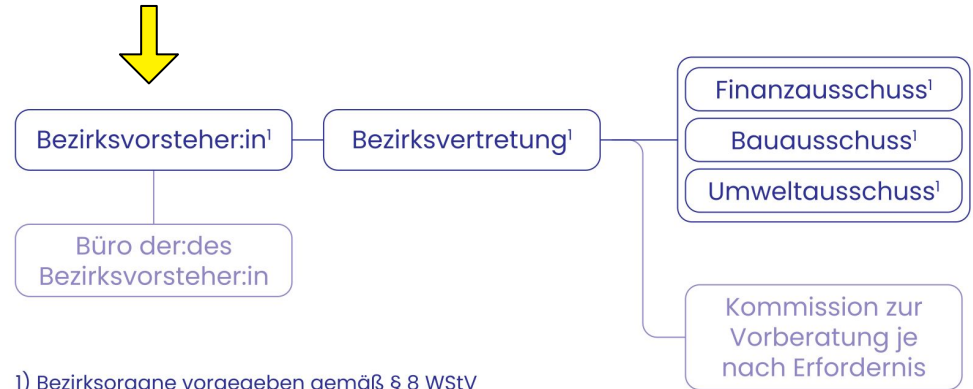 Bezirksvorsteher:in¹
Bezirksvertretung¹
Finanzausschuss¹
Bauausschuss¹
Umweltausschuss¹
Büro der:des
Bezirksvorsteher:in
Kommission zur
Vorberatung je
nach Erfordernis
1) Bezirksorgane vorgegeben gemäß § 8 WStV